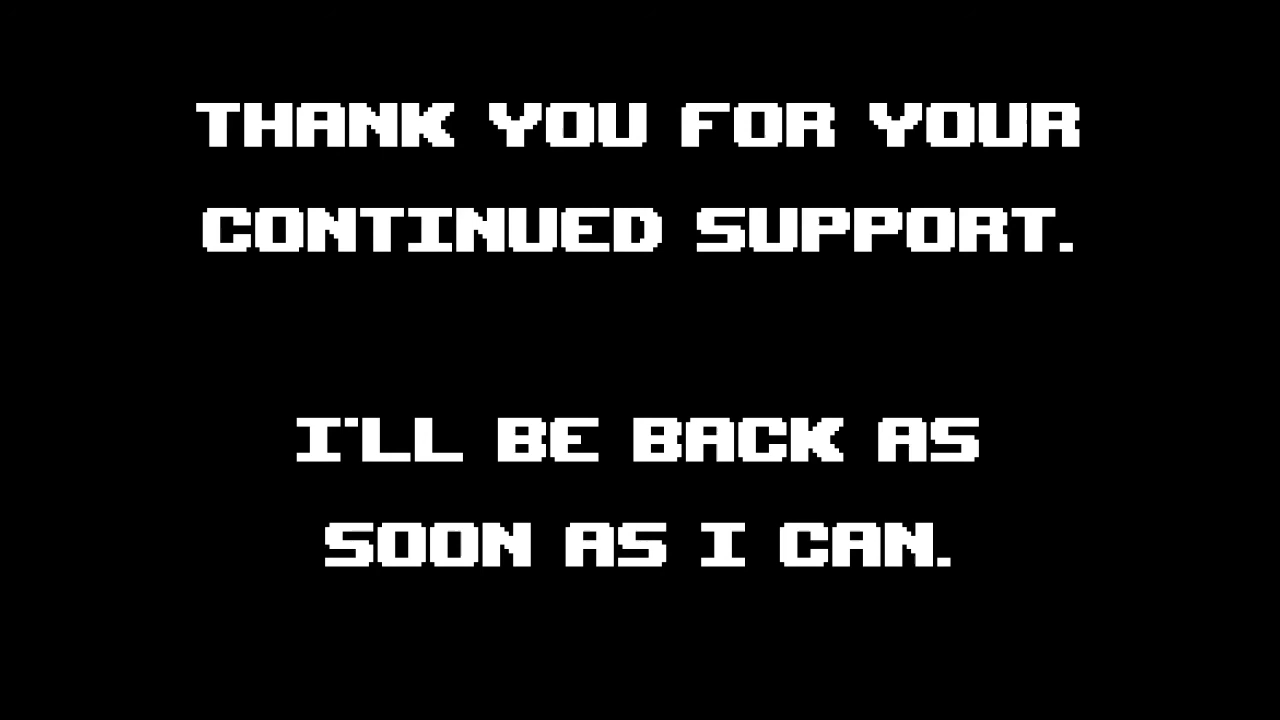 THANK YOU FOR YOUR
CONTINUED SUPPORT.
I'LL BE BACK AS
SOON AS I CAN.